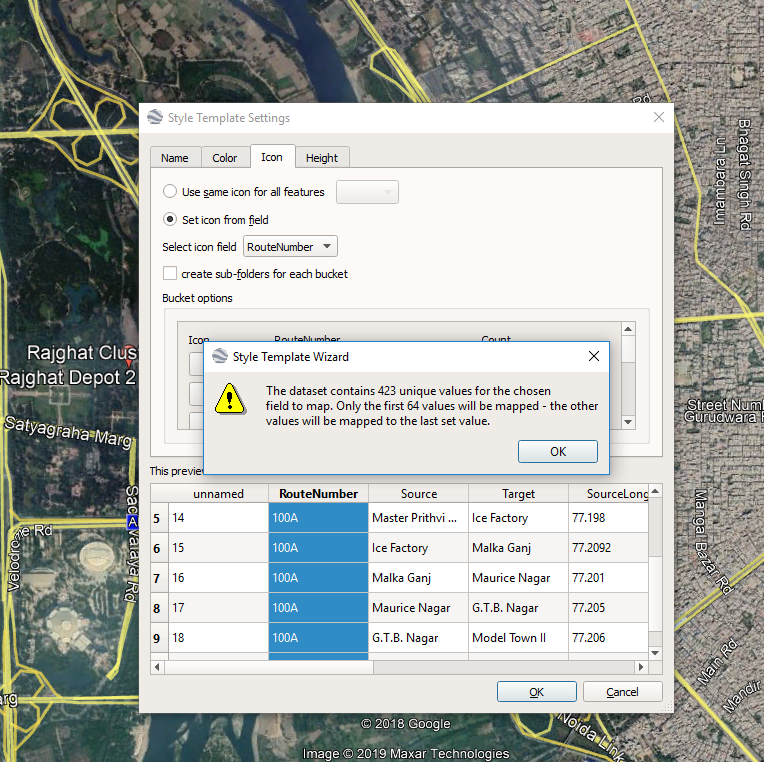 Style Template Settings
Name
Color
Icon
Height
Use same icon for all features
Set icon from field
Select icon field
RouteNumber
create sub-folders for each bucket
Bucket options
Icon
RouteNumber
Count
Style Template Wizard
The dataset contains 423 unique values for the chosen
field to map. Only the first 64 values will be mapped - the other
values will be mapped to the last set value.
OK
This preview
unnamed RouteNumber Source Target SourceLong
5 14 100A Master Prithvi ... Ice Factory 77.198
6 15 100A Ice Factory Malka Ganj 77.2092
7 16 100A Malka Ganj Maurice Nagar 77.201
8 17 100A Maurice Nagar G.T.B. Nagar 77.205
9 18 100A G.T.B. Nagar Model Town II 77.206
OK
Cancel
Rajghat Clus
Rajghat Depot 2
Satyagraha Marg
Velodrome Rd
A
arg
Bhagat Singh Rd
Street Num
Gurudwara
Mangal Bazar Rd
Main Rd
Mandir
Noida Link
© 2018 Google
Image © 2019 Maxar Technologies